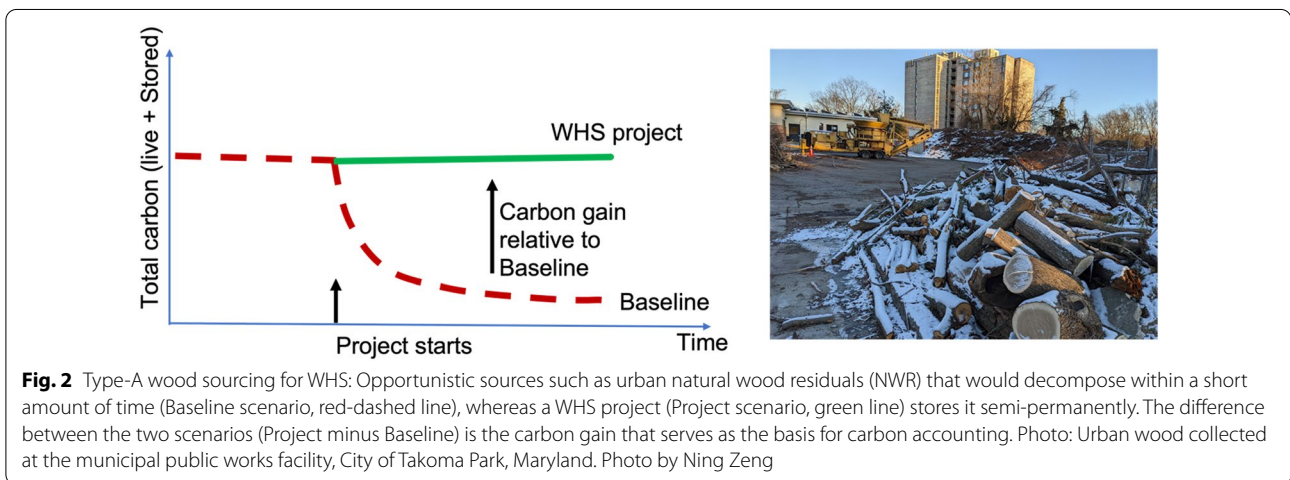 Total carbon (live + Stored)
WHS project
Carbon gain
relative to
Baseline
Baseline
Time
Project starts
Fig. 2 Type-A wood sourcing for WHS: Opportunistic sources such as urban natural wood residuals (NWR) that would decompose within a short
amount of time (Baseline scenario, red-dashed line), whereas a WHS project (Project scenario, green line) stores it semi-permanently. The difference
between the two scenarios (Project minus Baseline) is the carbon gain that serves as the basis for carbon accounting. Photo: Urban wood collected
at the municipal public works facility, City of Takoma Park, Maryland. Photo by Ning Zeng